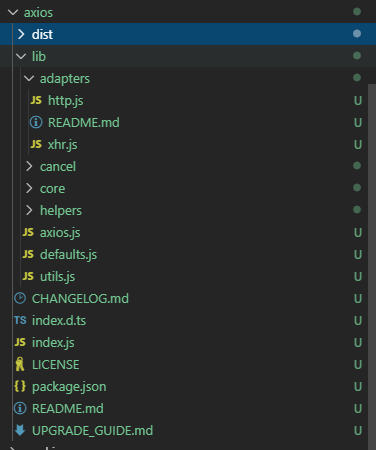 axios
dist
lib
adapters
JS http.js U
README.md U
JS xhr.js U
cancel
core
helpers
JS axios.js U
JS defaults.js U
JS utils.js U
CHANGELOG.md U
TS index.d.ts U
JS index.js U
LICENSE U
{} package.json U
README.md U
UPGRADE_GUIDE.md U